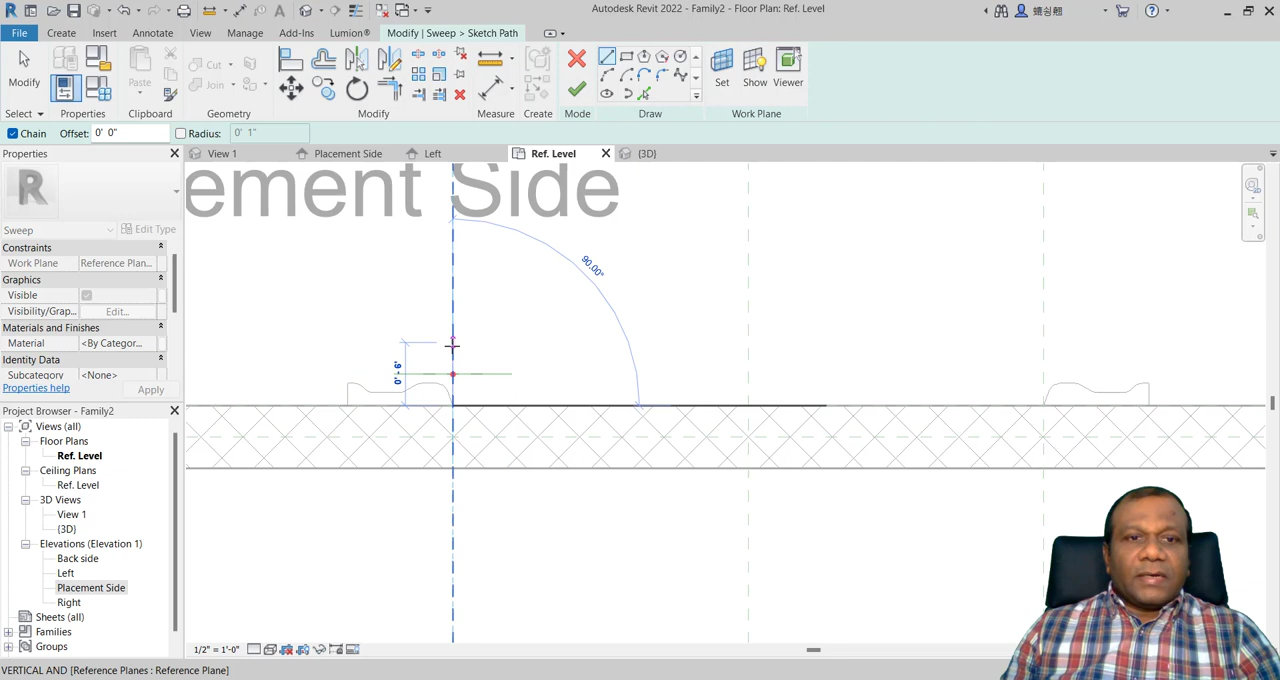 Autodesk Revit 2022 - Family2 - Floor Plan: Ref. Level
File Create Insert Annotate View Manage Add-Ins Lumion® Modify | Sweep > Sketch Path
Modify
Paste
Cut
Join
Set Show Viewer
Select Properties Clipboard Geometry Modify Measure Create Mode Draw Work Plane
Chain Offset: 0' 0" Radius: 0' 1"
Properties
View 1 Placement Side Left Ref. Level {3D}
ement Side
Sweep Edit Type
Constraints
Work Plane Reference Plan...
Graphics
Visible
Visibility/Grap... Edit...
Materials and Finishes
Material <By Categor...
Identity Data
Subcategory <None>
Properties help Apply
90.00°
0' - 6"
Project Browser - Family2
Views (all)
Floor Plans
Ref. Level
Ceiling Plans
Ref. Level
3D Views
View 1
{3D}
Elevations (Elevation 1)
Back side
Left
Placement Side
Right
Sheets (all)
Families
Groups
1/2" = 1'-0"
VERTICAL AND [Reference Planes : Reference Plane]